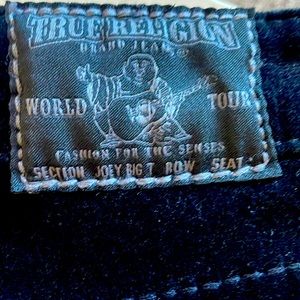 TRUE RELIGION
BRAND JEANS
WORLD TOUR
FASHION FOR THE SENSES
SECTION JOEY BIG T ROW SEAT